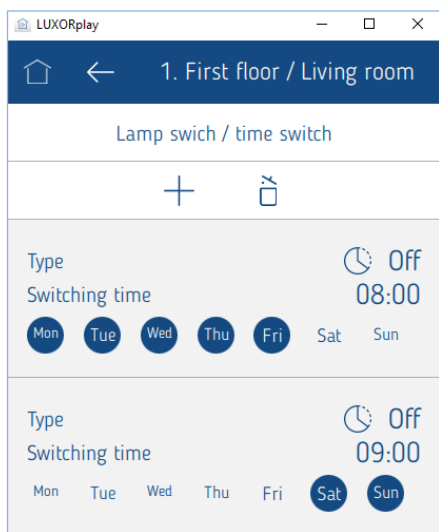 LUXORplay
1. First floor / Living room
Lamp swich / time switch
Type Off
Switching time 08:00
Mon Tue Wed Thu Fri Sat Sun
Type Off
Switching time 09:00
Mon Tue Wed Thu Fri Sat Sun